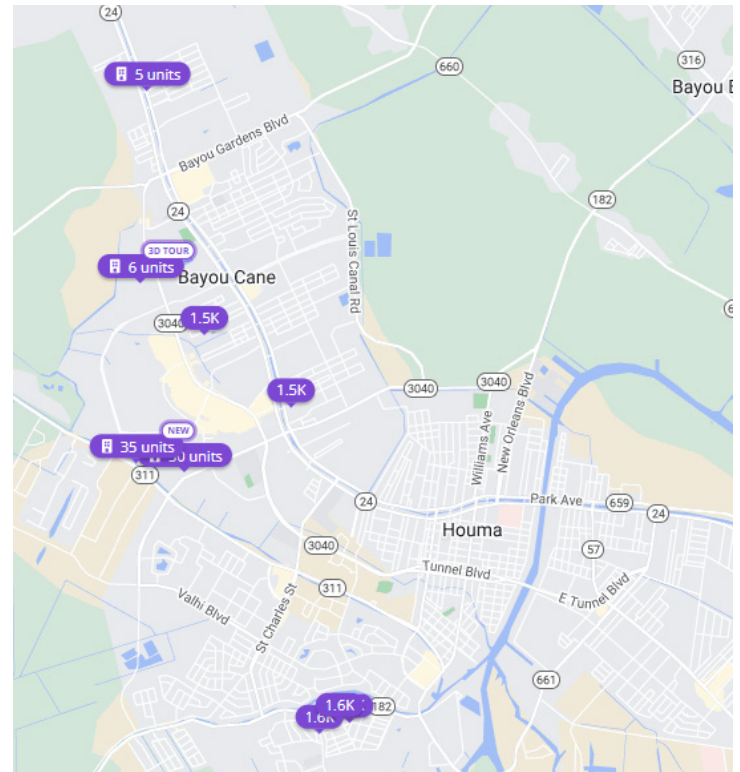 24
316
5 units
660
Bayou
Bayou Gardens Blvd
182
24
3D TOUR
6 units
Bayou Cane
St Louis Canal Rd
3040
1.5K
1.5K
3040
3040
Williams Ave
New Orleans Blvd
NEW
35 units
units
311
24
Park Ave
659
24
Houma
3040
57
Tunnel Blvd
E Tunnel Blvd
311
Valhi Blvd
St Charles St
661
1.6K
182
1.6K